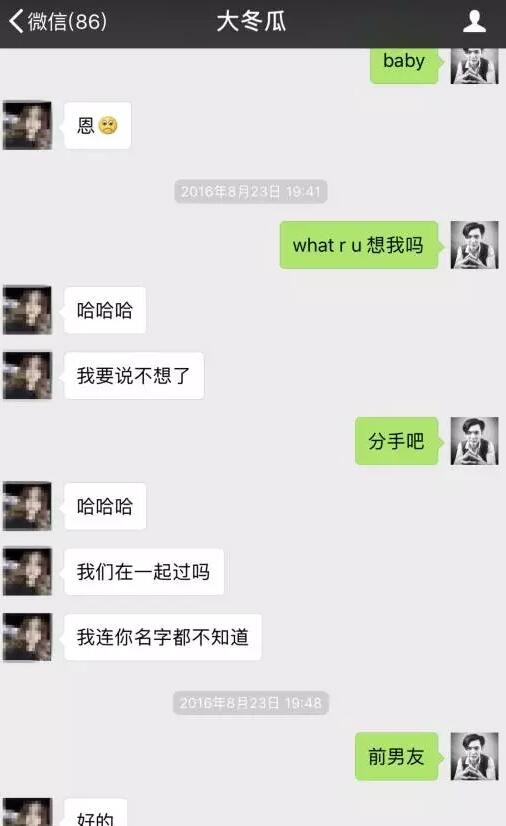 微信(86)
大冬瓜
baby
恩
2016年8月23日 19:41
what r u 想我吗
哈哈哈
我要说不想了
分手吧
哈哈哈
我们在一起过吗
我连你名字都不知道
2016年8月23日 19:48
前男友
好的